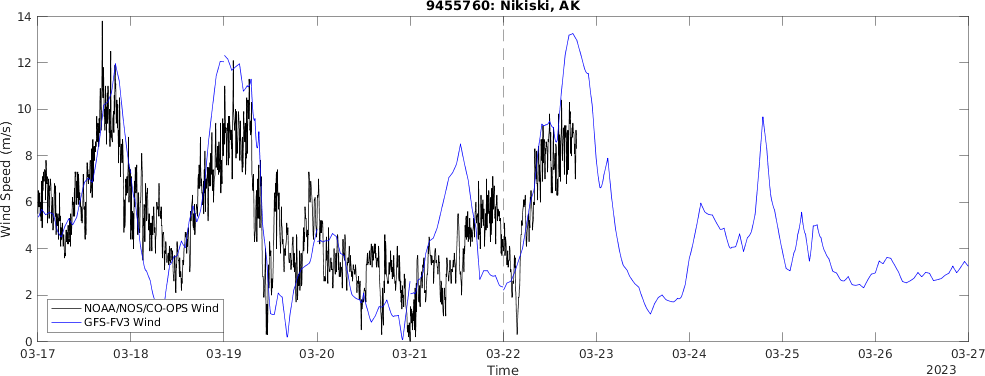 9455760: Nikiski, AK
Wind Speed (m/s)
14
12
10
8
6
4
2
0
NOAA/NOS/CO-OPS Wind
GFS-FV3 Wind
03-17 03-18 03-19 03-20 03-21 03-22 03-23 03-24 03-25 03-26 03-27
Time
2023